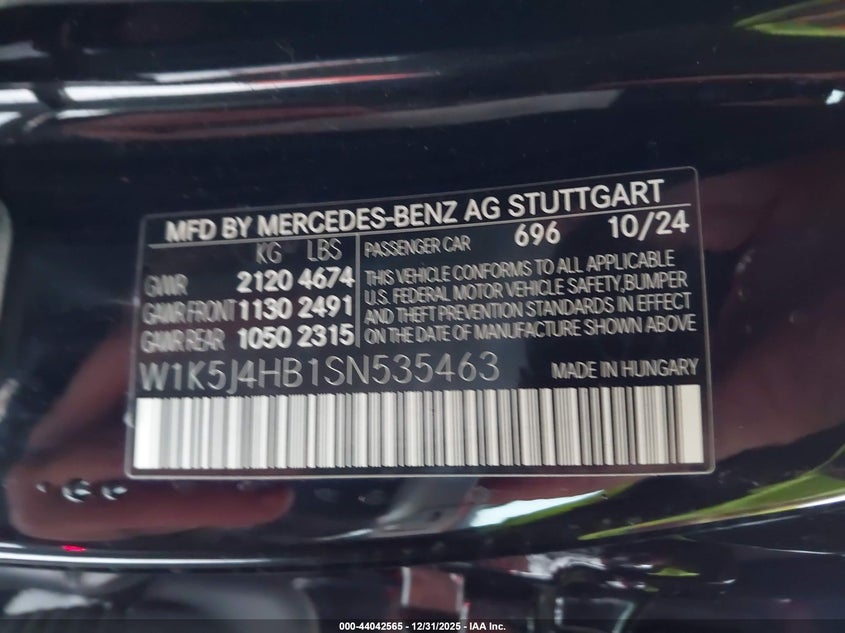 MFD BY MERCEDES-BENZ AG STUTTGART
KG LBS
GWR 2120 4674
GAWR FRONT 1130 2491
GAWR REAR 1050 2315
PASSENGER CAR 696 10/24
THIS VEHICLE CONFORMS TO ALL APPLICABLE
U.S. FEDERAL MOTOR VEHICLE SAFETY,BUMPER
AND THEFT PREVENTION STANDARDS IN EFFECT
ON THE DATE OF MANUFACTURE SHOWN ABOVE
W1K5J4HB1SN535463 MADE IN HUNGARY
000-44042565 - 12/31/2025 - IAA Inc.